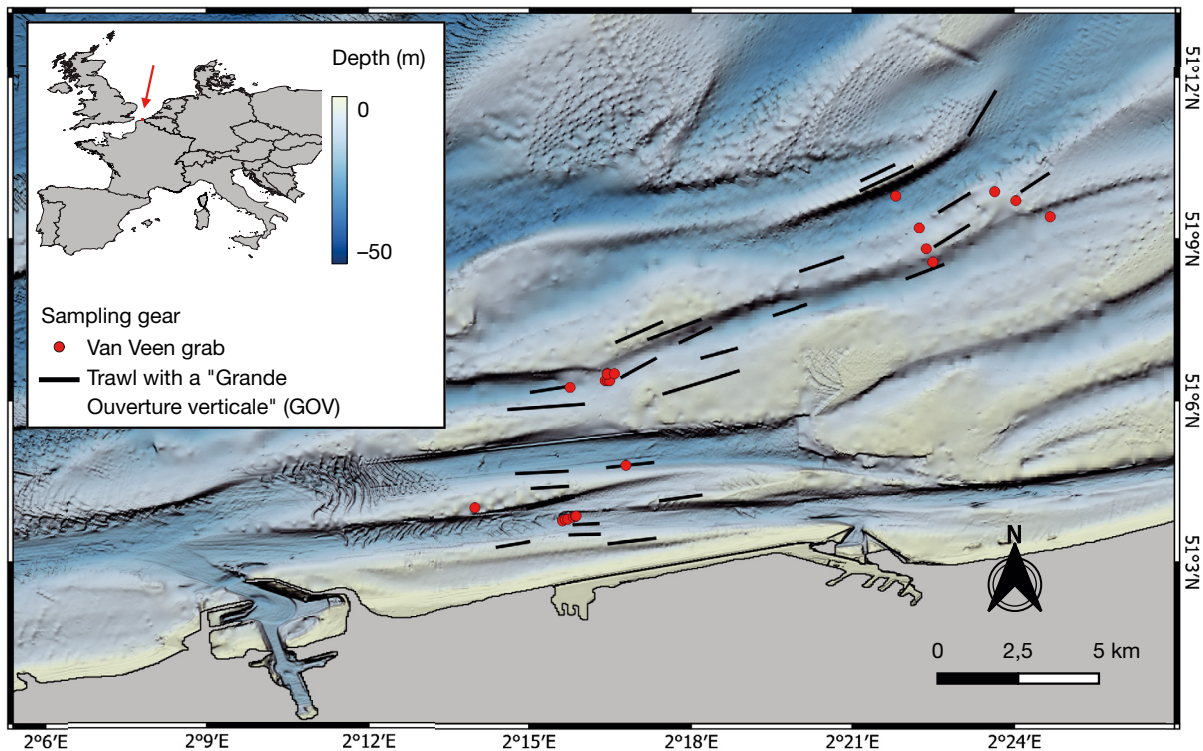 Depth (m)
0
−50
Sampling gear
Van Veen grab
Trawl with a "Grande
Ouverture verticale" (GOV)
51°12′N
51°9′N
51°6′N
51°3′N
N
0 2,5 5 km
2°6′E 2°9′E 2°12′E 2°15′E 2°18′E 2°21′E 2°24′E